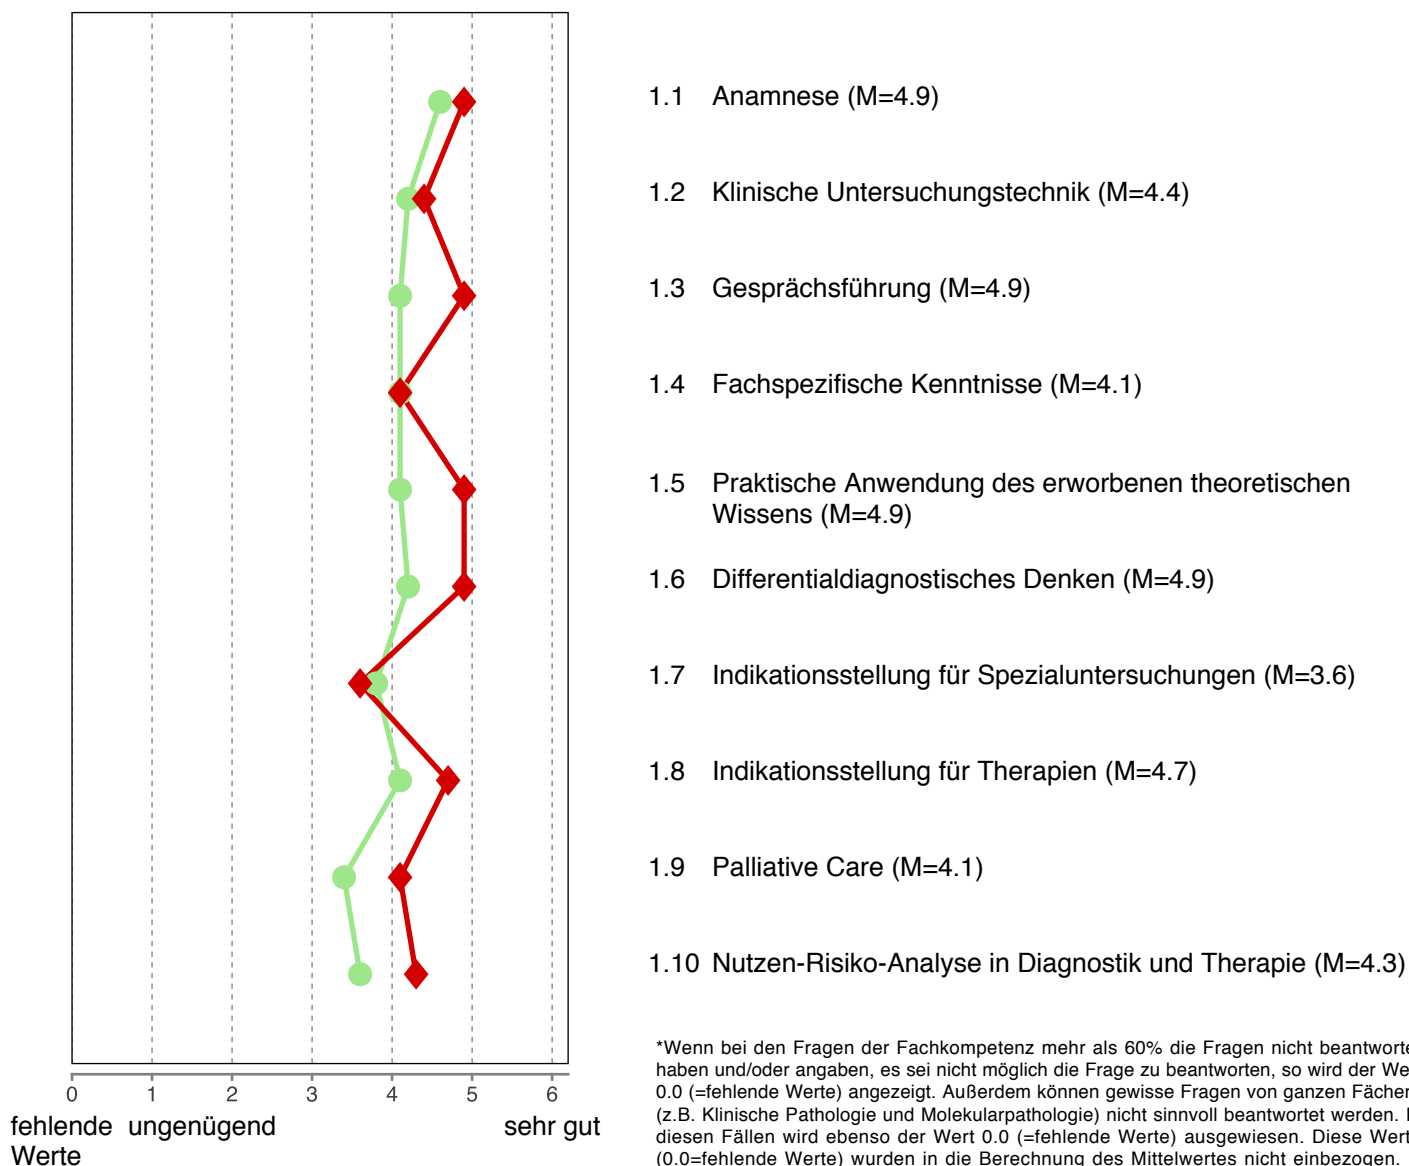 1.1 Anamnese (M=4.9)
1.2 Klinische Untersuchungstechnik (M=4.4)
1.3 Gesprächsführung (M=4.9)
1.4 Fachspezifische Kenntnisse (M=4.1)
1.5 Praktische Anwendung des erworbenen theoretischen
Wissens (M=4.9)
1.6 Differentialdiagnostisches Denken (M=4.9)
1.7 Indikationsstellung für Spezialuntersuchungen (M=3.6)
1.8 Indikationsstellung für Therapien (M=4.7)
1.9 Palliative Care (M=4.1)
1.10 Nutzen-Risiko-Analyse in Diagnostik und Therapie (M=4.3)
0 1 2 3 4 5 6
fehlende ungenügend sehr gut
Werte
*Wenn bei den Fragen der Fachkompetenz mehr als 60% die Fragen nicht
haben und/oder angaben, es sei nicht möglich die Frage zu beantworten, so wird der
0.0 (=fehlende Werte) angezeigt. Außerdem können gewisse Fragen von ganzen Fächer
(z.B. Klinische Pathologie und Molekularpathologie) nicht sinnvoll beantwortet werden.
diesen Fällen wird ebenso der Wert 0.0 (=fehlende Werte) ausgewiesen. Diese
(0.0=fehlende Werte) wurden in die Berechnung des Mittelwertes nicht einbezogen.